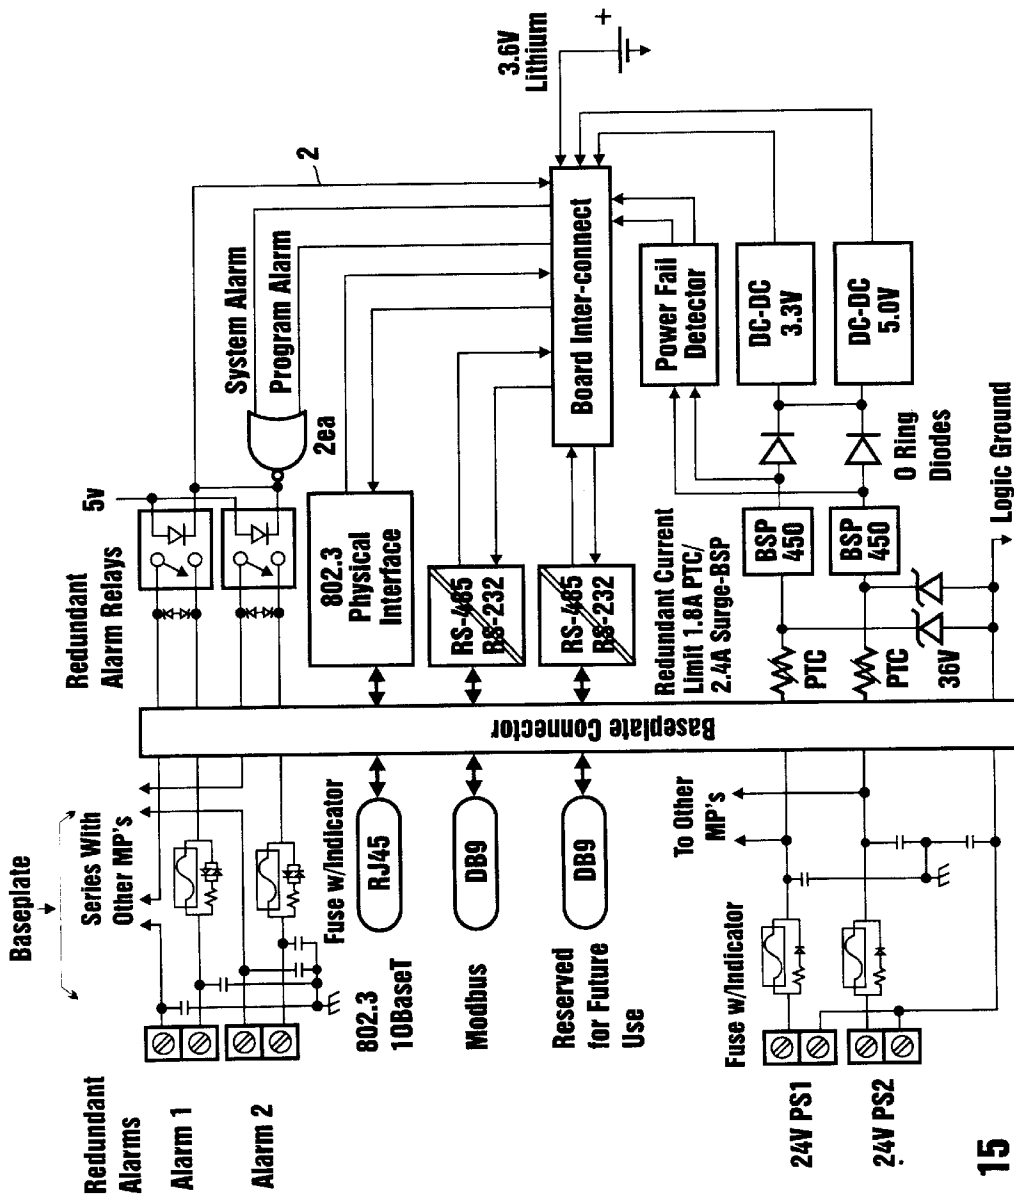 Baseplate
Series With
Other MP's
Redundant
Alarms
Alarm 1
Alarm 2
Redundant
Alarm Relays
5v
2
System Alarm
Program Alarm
2ea
Fuse w/Indicator
802.3
10BaseT
RJ45
802.3
Physical
Interface
Modbus
DB9
RS-485
RS-232
Reserved
for Future
Use
DB9
RS-485
RS-232
Baseplate Connector
Board Inter-connect
3.6V
Lithium
+
Power Fail
Detector
DC-DC
3.3V
DC-DC
5.0V
Redundant Current
Limit 1.8A PTC/
2.4A Surge-BSP
BSP
450
BSP
450
O Ring
Diodes
PTC
PTC
36V
Logic Ground
To Other
MP's
Fuse w/Indicator
24V PS1
24V PS2
15